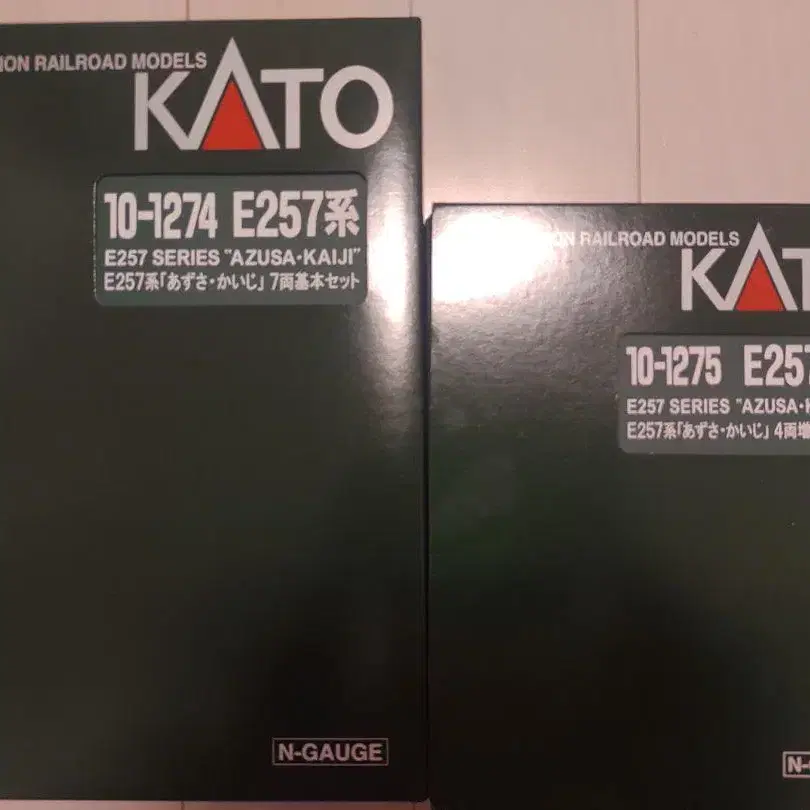 ION RAILROAD MODELS
KATO
10-1274 E257系
E257 SERIES "AZUSA・KAIJI"
E257系「あずさ・かいじ」7両基本セット
N-GAUGE
ON RAILROAD MODELS
KAT
10-1275 E257
E257 SERIES "AZUSA・K
E257系「あずさ・かいじ」4両増
N-